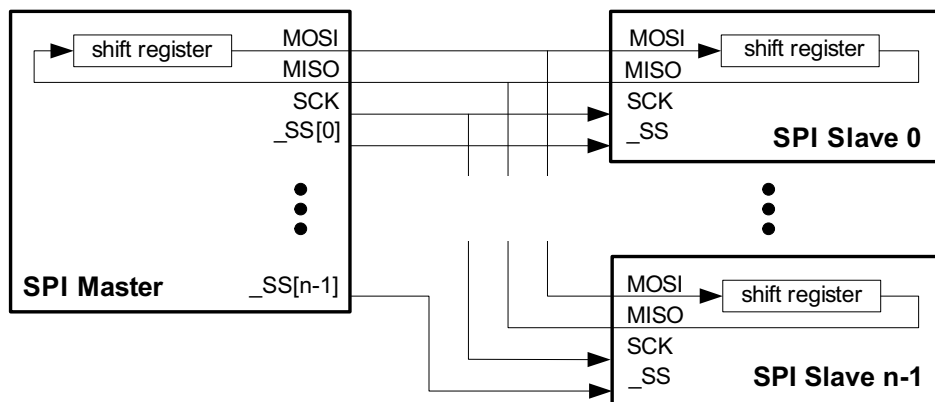 shift register
MOSI
MISO
SCK
_SS[0]
_SS[n-1]
SPI Master
MOSI
shift register
MISO
SCK
_SS
SPI Slave 0
MOSI
shift register
MISO
SCK
_SS
SPI Slave n-1